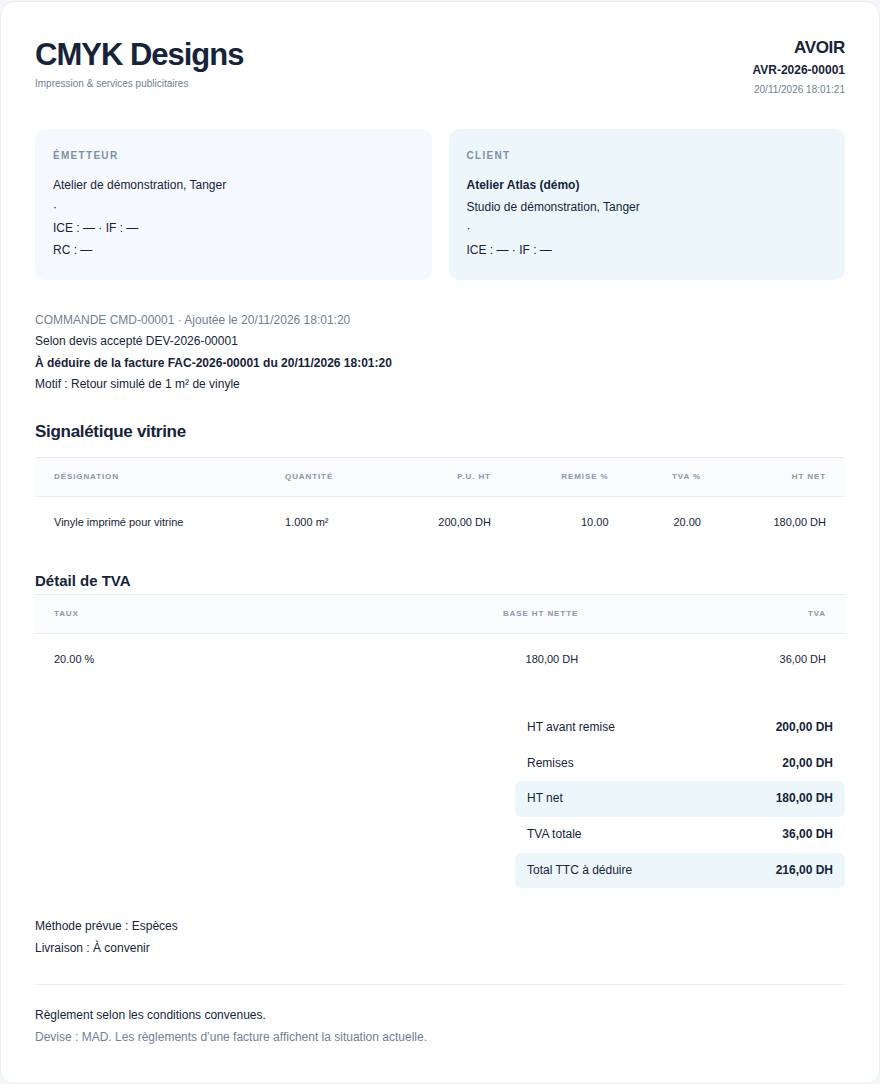 CMYK Designs
Impression & services publicitaires
AVOIR
AVR-2026-00001
20/11/2026 18:01:21
ÉMETTEUR
Atelier de démonstration, Tanger
·
ICE : — · IF : —
RC : —
CLIENT
Atelier Atlas (démo)
Studio de démonstration, Tanger
·
ICE : — · IF : —
COMMANDE CMD-00001 · Ajoutée le 20/11/2026 18:01:20
Selon devis accepté DEV-2026-00001
À déduire de la facture FAC-2026-00001 du 20/11/2026 18:01:20
Motif : Retour simulé de 1 m² de vinyle
Signalétique vitrine
DÉSIGNATION QUANTITÉ P.U. HT REMISE % TVA % HT NET
Vinyle imprimé pour vitrine 1.000 m² 200,00 DH 10.00 20.00 180,00 DH
Détail de TVA
TAUX BASE HT NETTE TVA
20.00 % 180,00 DH 36,00 DH
HT avant remise 200,00 DH
Remises 20,00 DH
HT net 180,00 DH
TVA totale 36,00 DH
Total TTC à déduire 216,00 DH
Méthode prévue : Espèces
Livraison : À convenir
Règlement selon les conditions convenues.
Devise : MAD. Les règlements d’une facture affichent la situation actuelle.